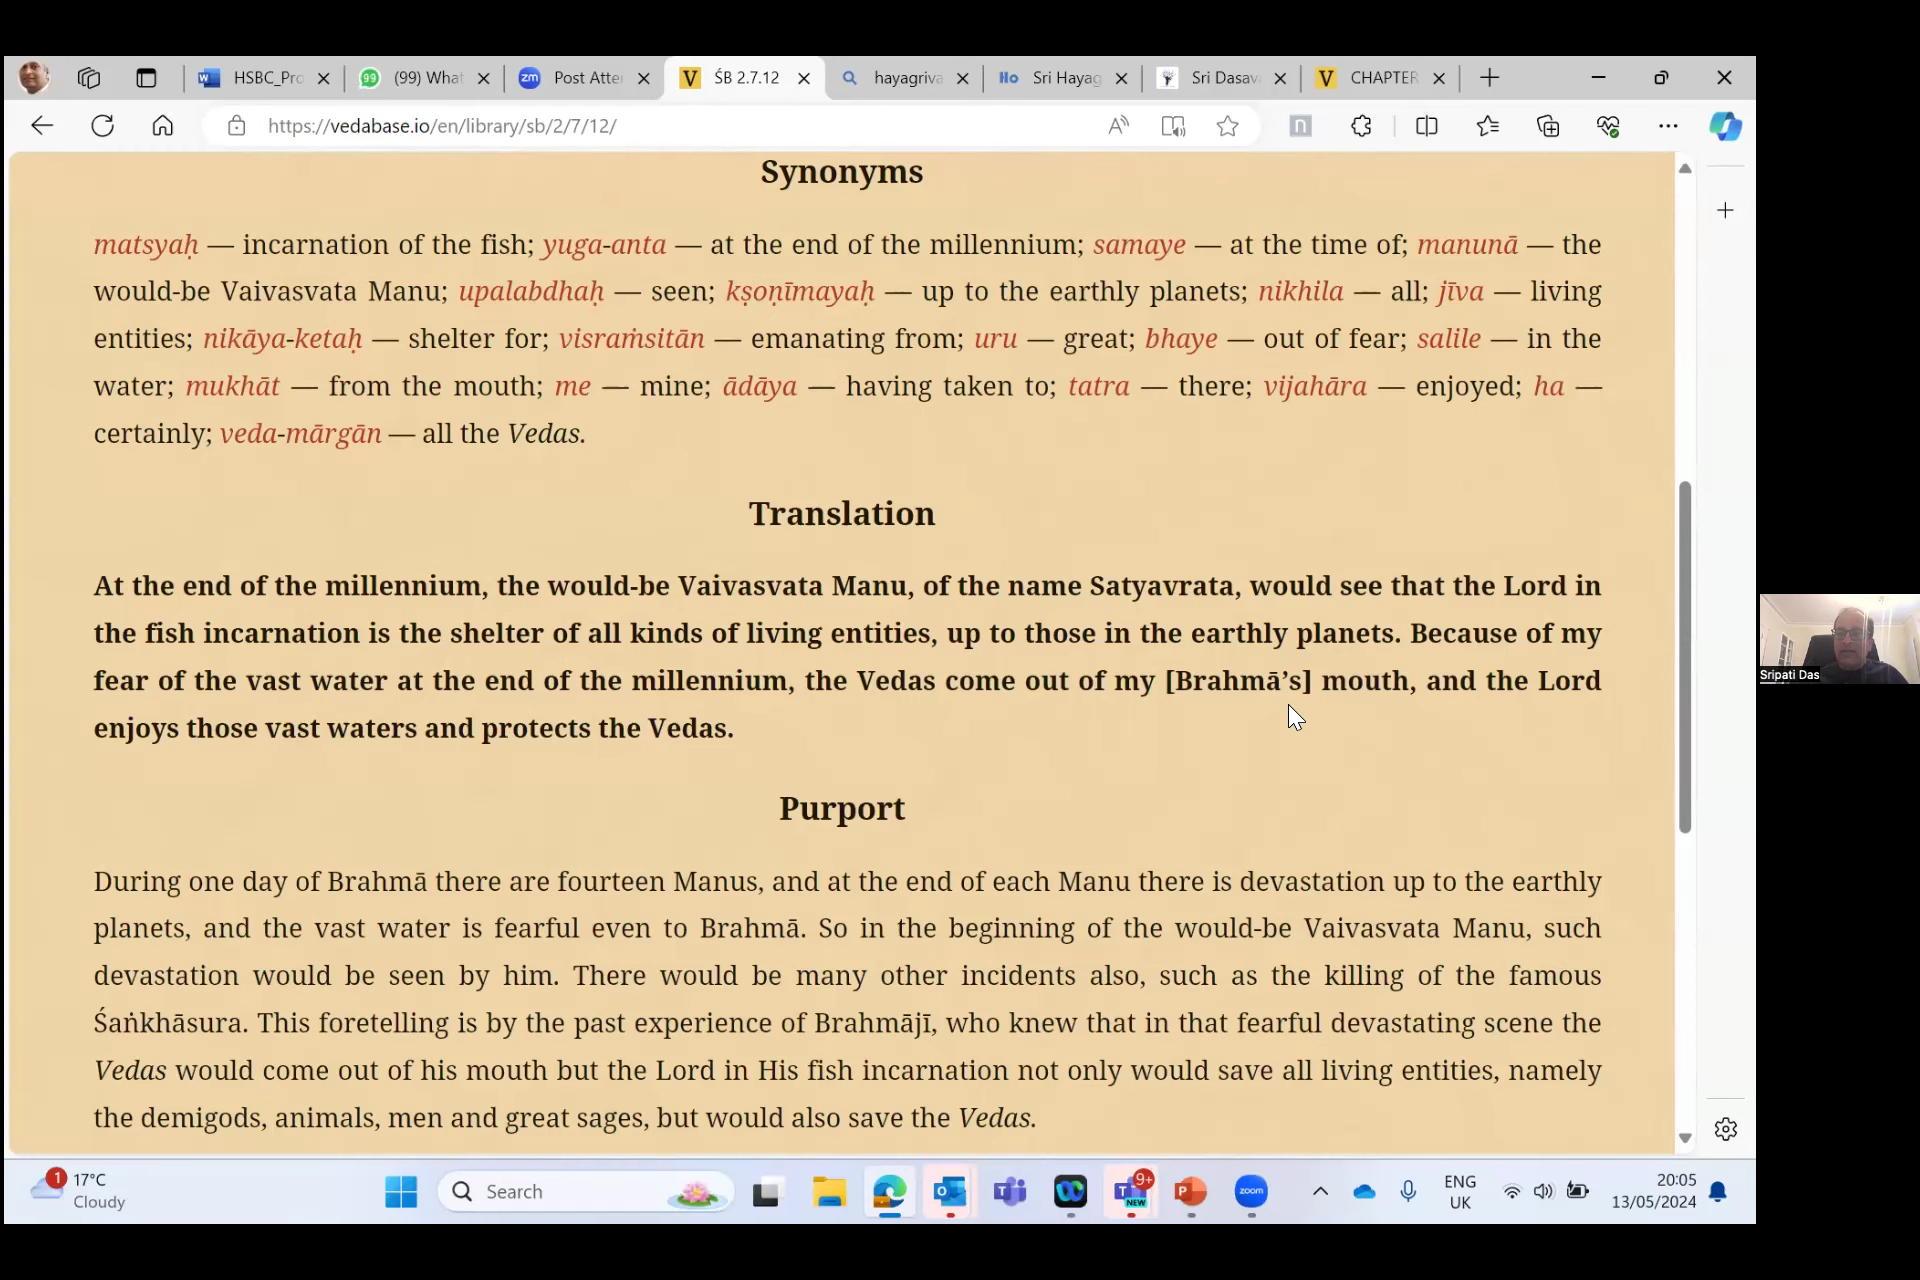 HSBC_Pro
(99) What
Post Atte
ŚB 2.7.12
hayagriva
Sri Hayag
Sri Dasava
CHAPTER
https://vedabase.io/en/library/sb/2/7/12/
Synonyms
matsyaḥ — incarnation of the fish; yuga-anta — at the end of the millennium; samaye — at the time of; manunā — the
would-be Vaivasvata Manu; upalabdhaḥ — seen; kṣoṇīmayaḥ — up to the earthly planets; nikhila — all; jīva — living
entities; nikāya-ketaḥ — shelter for; visraṁsitān — emanating from; uru — great; bhaye — out of fear; salile — in the
water; mukhāt — from the mouth; me — mine; ādāya — having taken to; tatra — there; vijahāra — enjoyed; ha —
certainly; veda-mārgān — all the Vedas.
Translation
At the end of the millennium, the would-be Vaivasvata Manu, of the name Satyavrata, would see that the Lord in
the fish incarnation is the shelter of all kinds of living entities, up to those in the earthly planets. Because of my
fear of the vast water at the end of the millennium, the Vedas come out of my [Brahmā’s] mouth, and the Lord
enjoys those vast waters and protects the Vedas.
Purport
During one day of Brahmā there are fourteen Manus, and at the end of each Manu there is devastation up to the earthly
planets, and the vast water is fearful even to Brahmā. So in the beginning of the would-be Vaivasvata Manu, such
devastation would be seen by him. There would be many other incidents also, such as the killing of the famous
Śaṅkhāsura. This foretelling is by the past experience of Brahmājī, who knew that in that fearful devastating scene the
Vedas would come out of his mouth but the Lord in His fish incarnation not only would save all living entities, namely
the demigods, animals, men and great sages, but would also save the Vedas.
Sripati Das
1
17°C
Cloudy
Search
9+
NEW
zoom
ENG
UK
20:05
13/05/2024